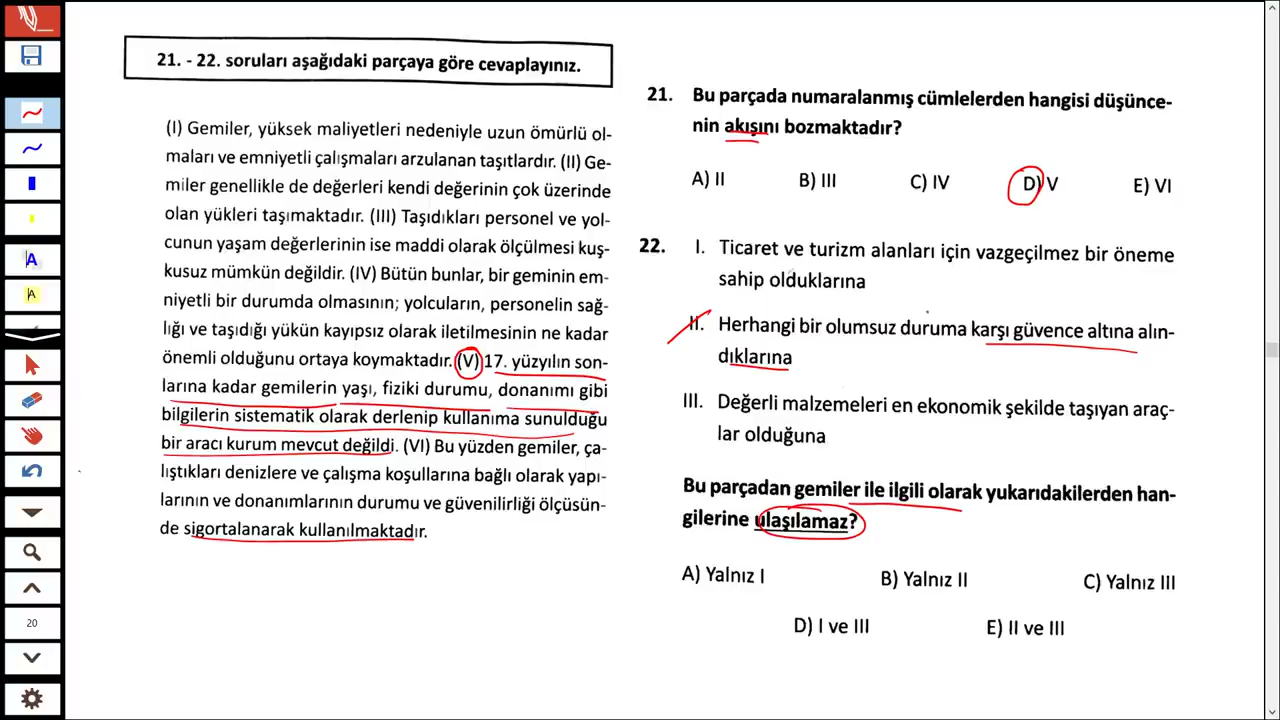 21. - 22. soruları aşağıdaki parçaya göre cevaplayınız.
(I) Gemiler, yüksek maliyetleri nedeniyle uzun ömürlü ol-
maları ve emniyetli çalışmaları arzulanan taşıtlardır. (II) Ge-
miler genellikle de değerleri kendi değerinin çok üzerinde
olan yükleri taşımaktadır. (III) Taşıdıkları personel ve yol-
cunun yaşam değerlerinin ise maddi olarak ölçülmesi kuş-
kusuz mümkün değildir. (IV) Bütün bunlar, bir geminin em-
niyetli bir durumda olmasının; yolcuların, personelin sağ-
lığı ve taşıdığı yükün kayıpsız olarak iletilmesinin ne kadar
önemli olduğunu ortaya koymaktadır. (V) 17. yüzyılın son-
larına kadar gemilerin yaşı, fiziki durumu, donanımı gibi
bilgilerin sistematik olarak derlenip kullanıma sunulduğu
bir aracı kurum mevcut değildi. (VI) Bu yüzden gemiler, ça-
lıştıkları denizlere ve çalışma koşullarına bağlı olarak yapı-
larının ve donanımlarının durumu ve güvenilirliği ölçüsün-
de sigortalanarak kullanılmaktadır.
21. Bu parçada numaralanmış cümlelerden hangisi düşünce-
nin akışını bozmaktadır?
A) II B) III C) IV D) V E) VI
22. I. Ticaret ve turizm alanları için vazgeçilmez bir öneme
sahip olduklarına
II. Herhangi bir olumsuz duruma karşı güvence altına alın-
dıklarına
III. Değerli malzemeleri en ekonomik şekilde taşıyan araç-
lar olduğuna
Bu parçadan gemiler ile ilgili olarak yukarıdakilerden han-
gilerine ulaşılamaz?
A) Yalnız I B) Yalnız II C) Yalnız III
D) I ve III E) II ve III
A
A
20